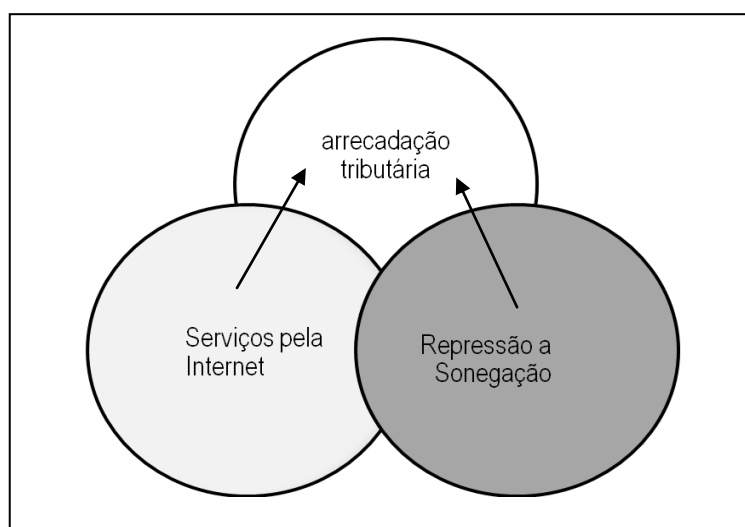 arrecadação
tributária
Serviços pela
Internet
Repressão a
Sonegação